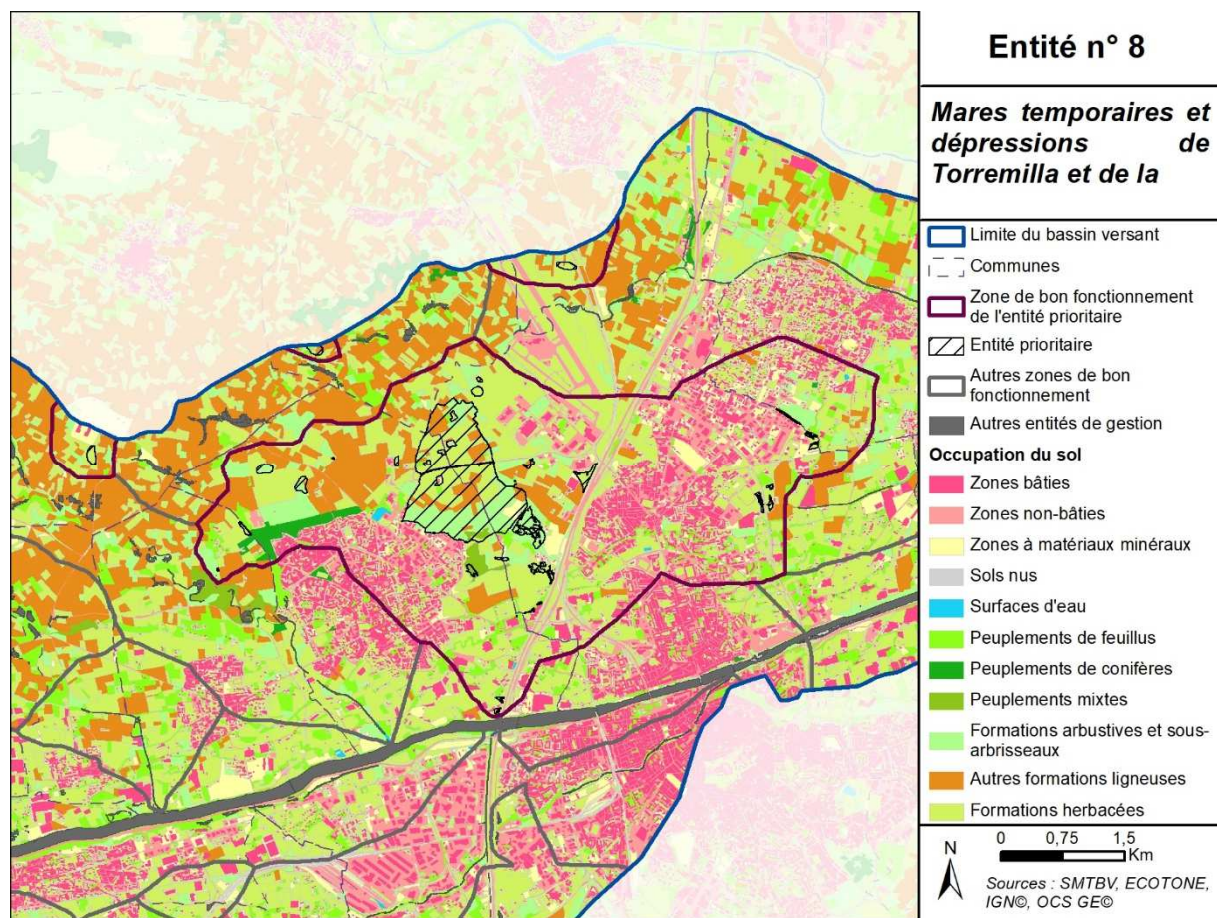 Entité n° 8
Mares temporaires et
dépressions de
Torremilla et de la
Limite du bassin versant
Communes
Zone de bon fonctionnement
de l'entité prioritaire
Entité prioritaire
Autres zones de bon
fonctionnement
Autres entités de gestion
Occupation du sol
Zones bâties
Zones non-bâties
Zones à matériaux minéraux
Sols nus
Surfaces d'eau
Peuplements de feuillus
Peuplements de conifères
Peuplements mixtes
Formations arbustives et sous-
arbrisseaux
Autres formations ligneuses
Formations herbacées
N
0 0,75 1,5
Km
Sources : SMTBV, ECOTONE,
IGN©, OCS GE©